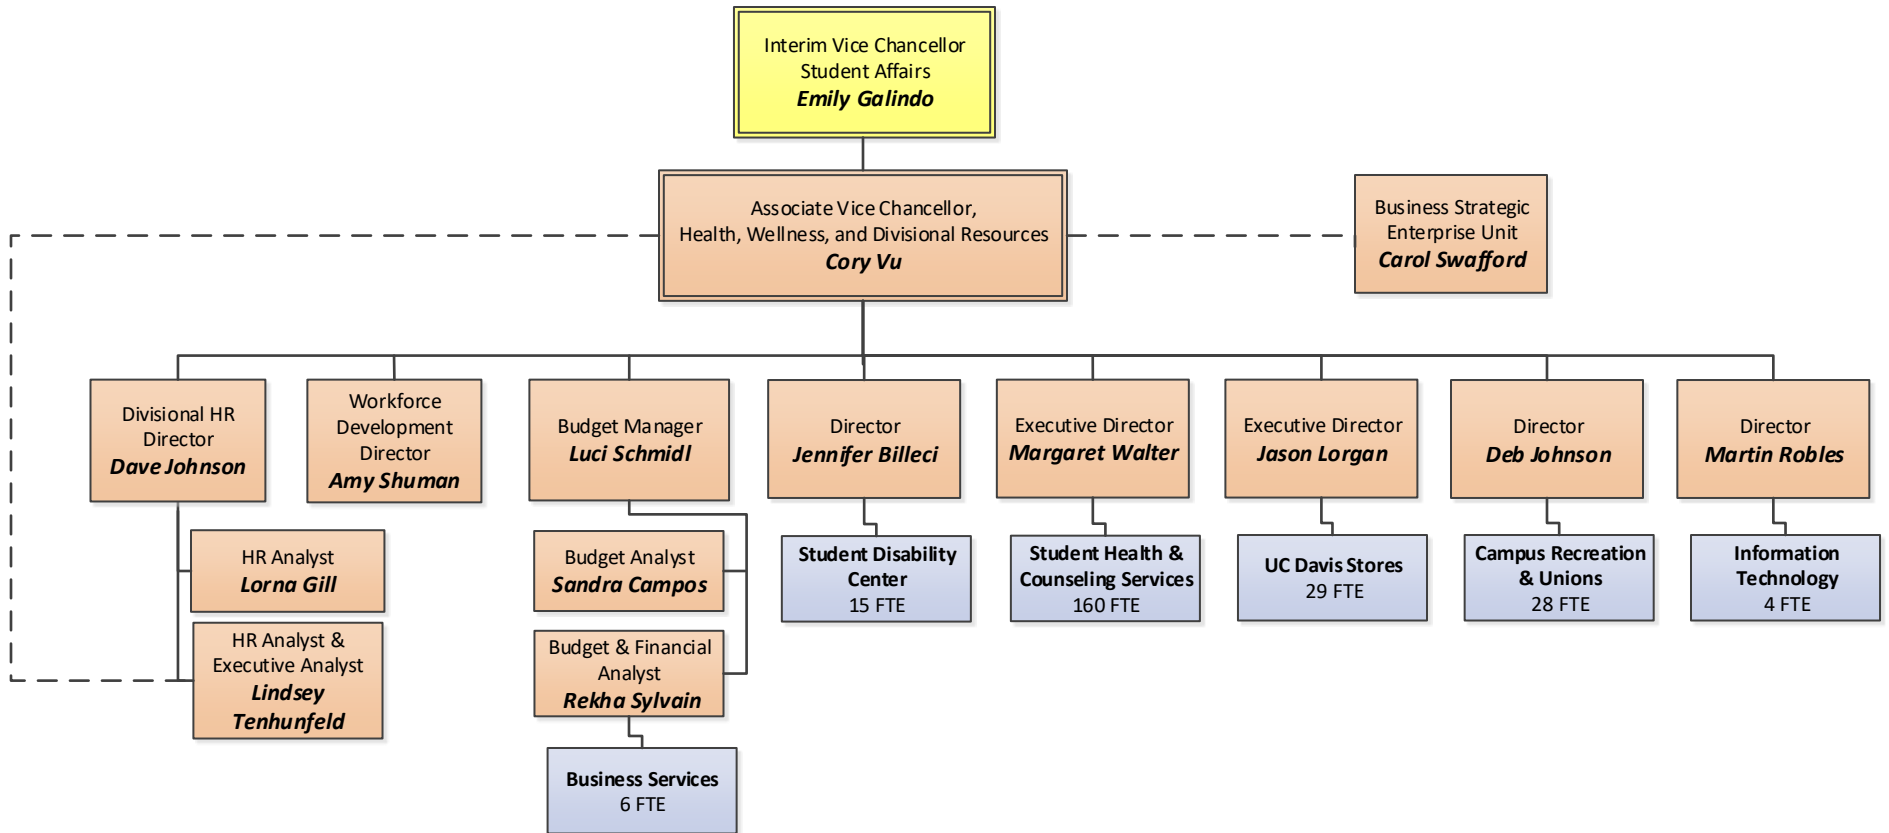 Interim Vice Chancellor
Student Affairs
Emily Galindo
Associate Vice Chancellor,
Health, Wellness, and Divisional Resources
Cory Vu
Business Strategic
Enterprise Unit
Carol Swafford
Divisional HR
Director
Dave Johnson
Workforce
Development
Director
Amy Shuman
Budget Manager
Luci Schmidl
Director
Jennifer Billeci
Executive Director
Margaret Walter
Executive Director
Jason Lorgan
Director
Deb Johnson
Director
Martin Robles
HR Analyst
Lorna Gill
HR Analyst &
Executive Analyst
Lindsey
Tenhunfeld
Budget Analyst
Sandra Campos
Budget & Financial
Analyst
Rekha Sylvain
Business Services
6 FTE
Student Disability
Center
15 FTE
Student Health &
Counseling Services
160 FTE
UC Davis Stores
29 FTE
Campus Recreation
& Unions
28 FTE
Information
Technology
4 FTE